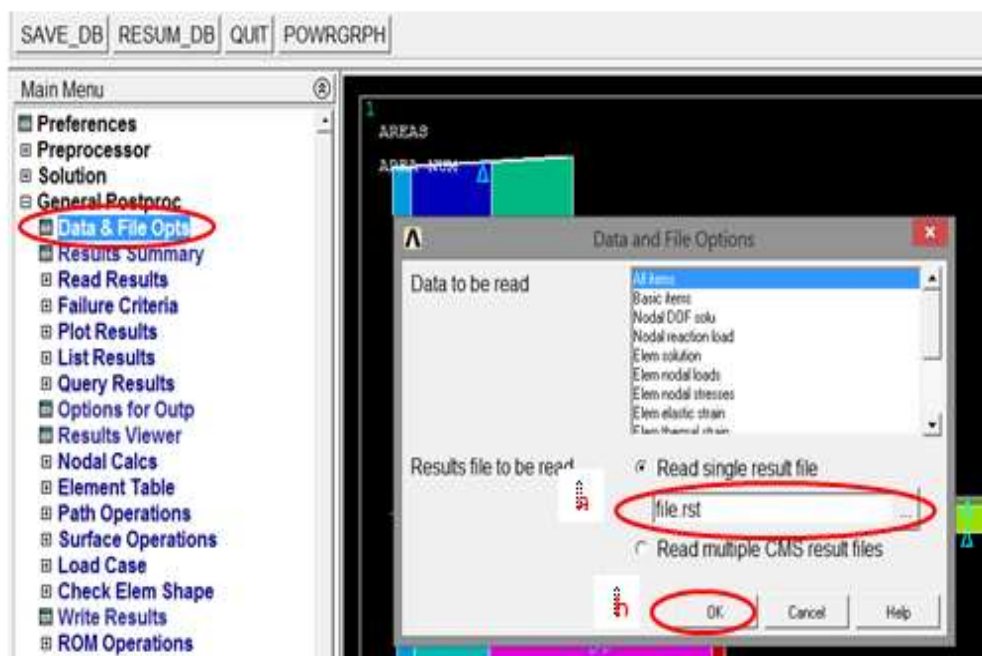 SAVE_DB RESUM_DB QUIT POWRGRPH
Main Menu
Preferences
Preprocessor
Solution
General Postproc
Data & File Opts
Results Summary
Read Results
Failure Criteria
Plot Results
List Results
Query Results
Options for Outp
Results Viewer
Nodal Calcs
Element Table
Path Operations
Surface Operations
Load Case
Check Elem Shape
Write Results
ROM Operations
1
AREAS
AREA NUM
Data and File Options
Data to be read
All items
Basic items
Nodal DOF solu
Nodal reaction load
Elem solution
Elem nodal loads
Elem nodal stresses
Elem elastic strain
Elem thermal strain
Results file to be read
Read single result file
file.rst
...
Read multiple CMS result files
OK Cancel Help